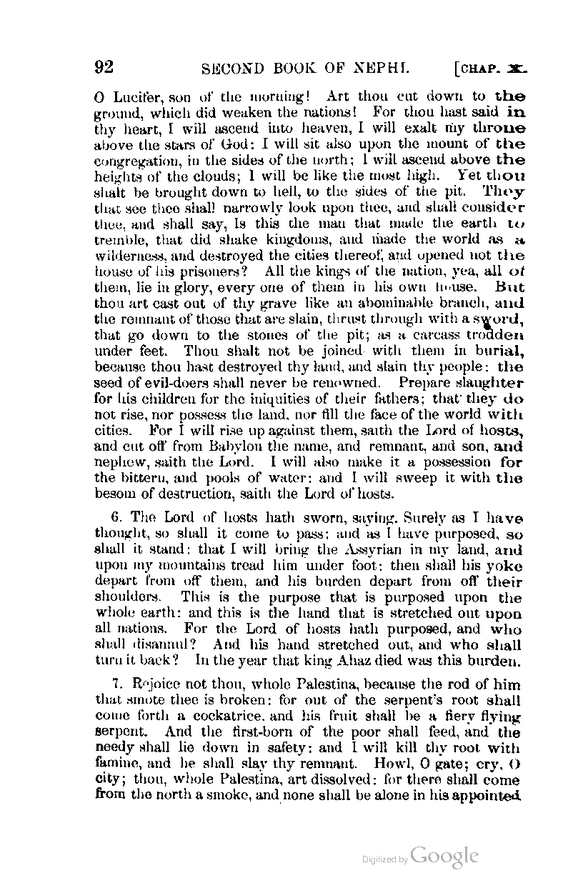 92 SECOND BOOK OF NEPHI. [CHAP. X.
O Lucifer, son of the morning! Art thou cut down to the
ground, which did weaken the nations! For thou hast said in
thy heart, I will ascend into heaven, I will exalt my throne
above the stars of God: I will sit also upon the mount of the
congregation, in the sides of the north; I will ascend above the
heights of the clouds; I will be like the most high. Yet thou
shalt be brought down to hell, to the sides of the pit. They
that see thee shall narrowly look upon thee, and shall consider
thee, and shall say, Is this the man that made the earth to
tremble, that did shake kingdoms, and made the world as a
wilderness, and destroyed the cities thereof, and opened not the
house of his prisoners? All the kings of the nation, yea, all of
them, lie in glory, every one of them in his own house. But
thou art cast out of thy grave like an abominable branch, and
the remnant of those that are slain, thrust through with a sword,
that go down to the stones of the pit; as a carcass trodden
under feet. Thou shalt not be joined with them in burial,
because thou hast destroyed thy land, and slain thy people: the
seed of evil-doers shall never be renowned. Prepare slaughter
for his children for the iniquities of their fathers; that they do
not rise, nor possess the land, nor fill the face of the world with
cities. For I will rise up against them, saith the Lord of hosts,
and cut off from Babylon the name, and remnant, and son, and
nephew, saith the Lord. I will also make it a possession for
the bittern, and pools of water: and I will sweep it with the
besom of destruction, saith the Lord of hosts.
6. The Lord of hosts hath sworn, saying. Surely as I have
thought, so shall it come to pass; and as I have purposed, so
shall it stand: that I will bring the Assyrian in my land, and
upon my mountains tread him under foot: then shall his yoke
depart from off them, and his burden depart from off their
shoulders. This is the purpose that is purposed upon the
whole earth: and this is the hand that is stretched out upon
all nations. For the Lord of hosts hath purposed, and who
shall disannul? And his hand stretched out, and who shall
turn it back? In the year that king Ahaz died was this burden.
7. Rejoice not thou, whole Palestina, because the rod of him
that smote thee is broken: for out of the serpent's root shall
come forth a cockatrice, and his fruit shall be a fiery flying
serpent. And the first-born of the poor shall feed, and the
needy shall lie down in safety: and I will kill thy root with
famine, and he shall slay thy remnant. Howl, O gate; cry, O
city; thou, whole Palestina, art dissolved: for there shall come
from the north a smoke, and none shall be alone in his appointed
Digitized by Google